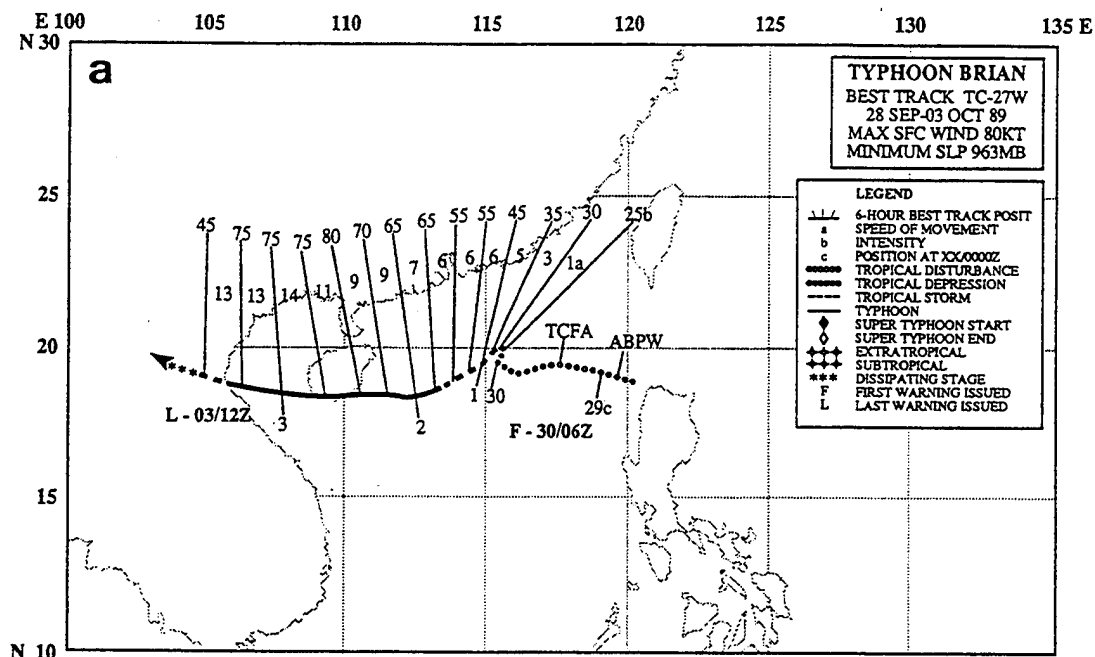 E 100 105 110 115 120 125 130 135 E
N 30
a
TYPHOON BRIAN
BEST TRACK TC-27W
28 SEP-03 OCT 89
MAX SFC WIND 80KT
MINIMUM SLP 963MB
LEGEND
6-HOUR BEST TRACK POSIT
a SPEED OF MOVEMENT
b INTENSITY
c POSITION AT XX/0000Z
TROPICAL DISTURBANCE
TROPICAL DEPRESSION
TROPICAL STORM
TYPHOON
SUPER TYPHOON START
SUPER TYPHOON END
EXTRATROPICAL
SUBTROPICAL
*** DISSIPATING STAGE
F FIRST WARNING ISSUED
L LAST WARNING ISSUED
25
45 75 75 75 80 70 65 65 55 55 45 35 30 25b
13 13 14 11 9 9 7 6 6 6 5 3 1a
20
TCFA ABPW
L - 03/12Z 3 2 1 30 F - 30/06Z 29c
15
N 10